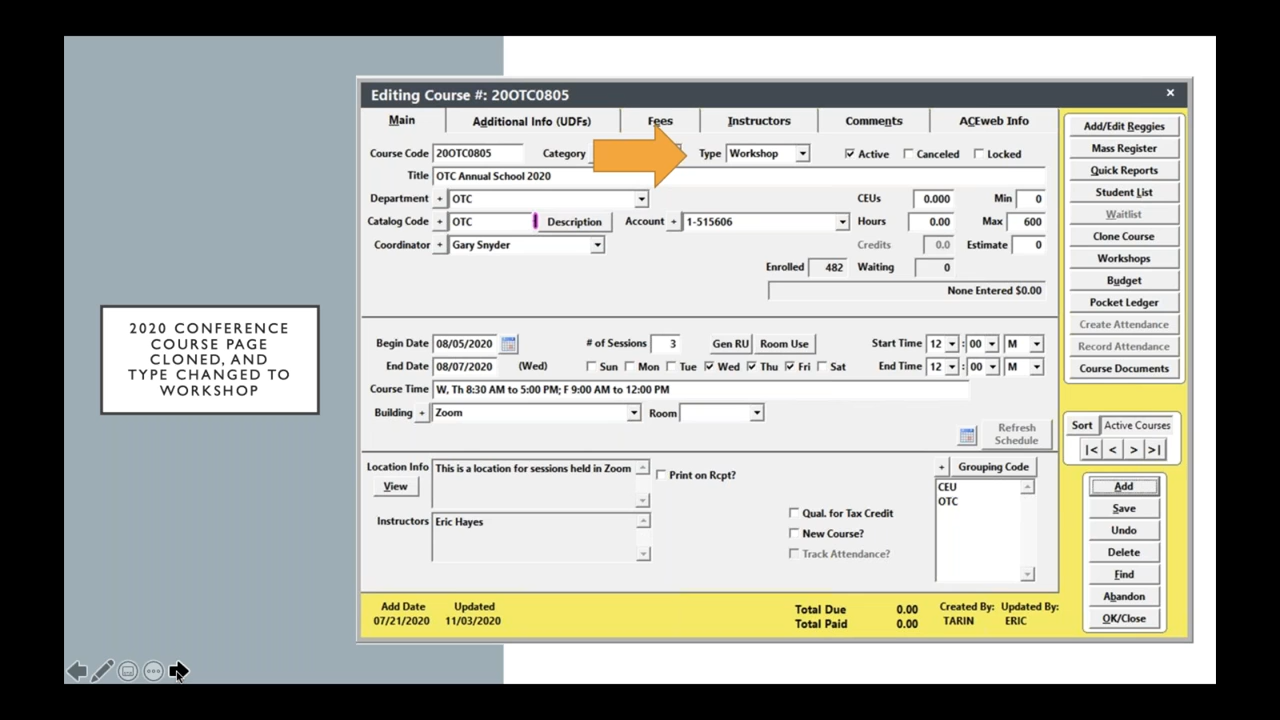 2020 CONFERENCE
COURSE PAGE
CLONED, AND
TYPE CHANGED TO
WORKSHOP
Editing Course #: 20OTC0805
Main Additional Info (UDFs) Fees Instructors Comments ACEweb Info
Course Code 20OTC0805 Category Type Workshop Active Canceled Locked
Title OTC Annual School 2020
Department + OTC CEUs 0.000 Min 0
Catalog Code + OTC Description Account + 1-515606 Hours 0.00 Max 600
Coordinator + Gary Snyder Credits 0.0 Estimate 0
Enrolled 482 Waiting 0
None Entered $0.00
Begin Date 08/05/2020 # of Sessions 3 Gen RU Room Use Start Time 12 : 00 M
End Date 08/07/2020 (Wed) Sun Mon Tue Wed Thu Fri Sat End Time 12 : 00 M
Course Time W, Th 8:30 AM to 5:00 PM; F 9:00 AM to 12:00 PM
Building + Zoom Room
Refresh
Schedule
Location Info This is a location for sessions held in Zoom Print on Rcpt? + Grouping Code
View
CEU
OTC
Instructors Eric Hayes
Qual. for Tax Credit
New Course?
Track Attendance?
Add Date Updated Total Due 0.00 Created By: Updated By:
07/21/2020 11/03/2020 Total Paid 0.00 TARIN ERIC
Add/Edit Reggies
Mass Register
Quick Reports
Student List
Waitlist
Clone Course
Workshops
Budget
Pocket Ledger
Create Attendance
Record Attendance
Course Documents
Sort Active Courses
|< < > >|
Add
Save
Undo
Delete
Find
Abandon
OK/Close